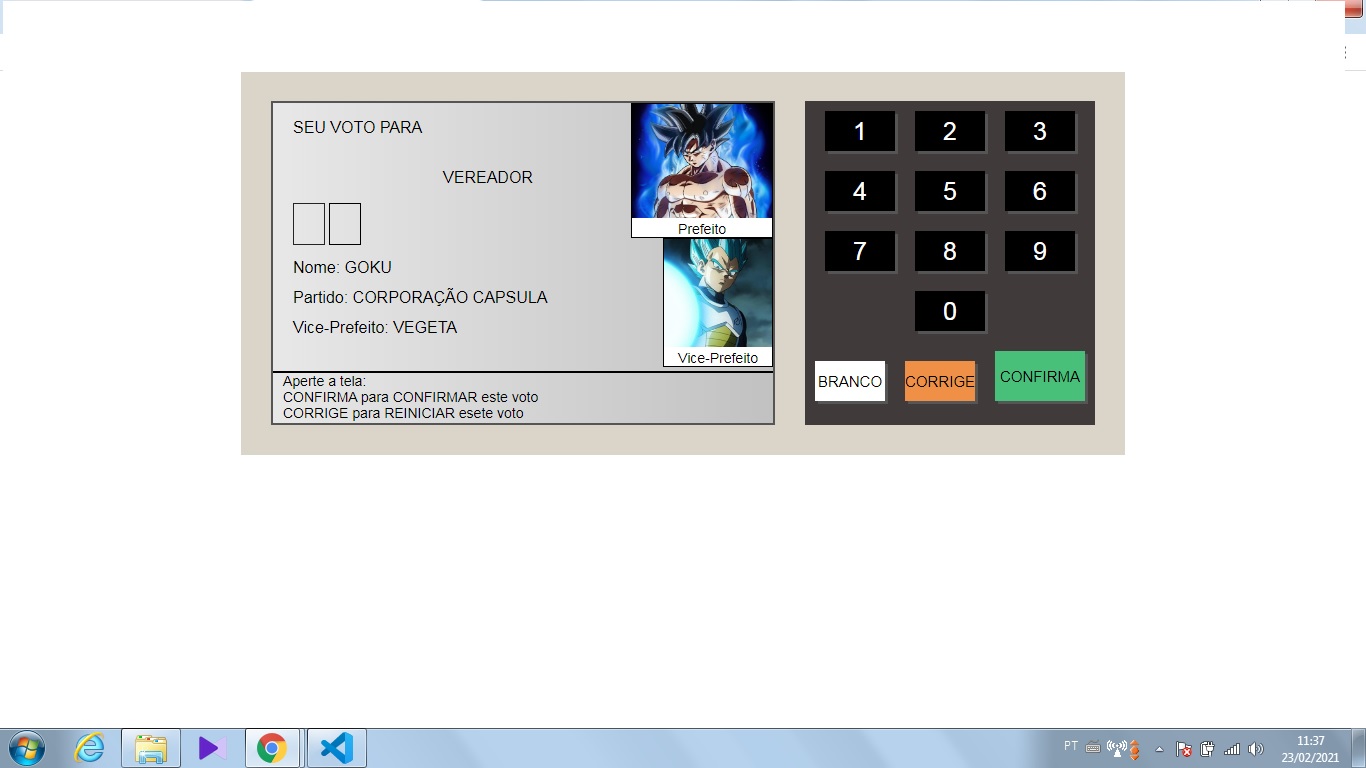 SEU VOTO PARA
VEREADOR
Nome: GOKU
Partido: CORPORAÇÃO CAPSULA
Vice-Prefeito: VEGETA
Prefeito
Vice-Prefeito
Aperte a tela:
CONFIRMA para CONFIRMAR este voto
CORRIGE para REINICIAR esete voto
1 2 3
4 5 6
7 8 9
0
BRANCO CORRIGE CONFIRMA
PT
11:37
23/02/2021